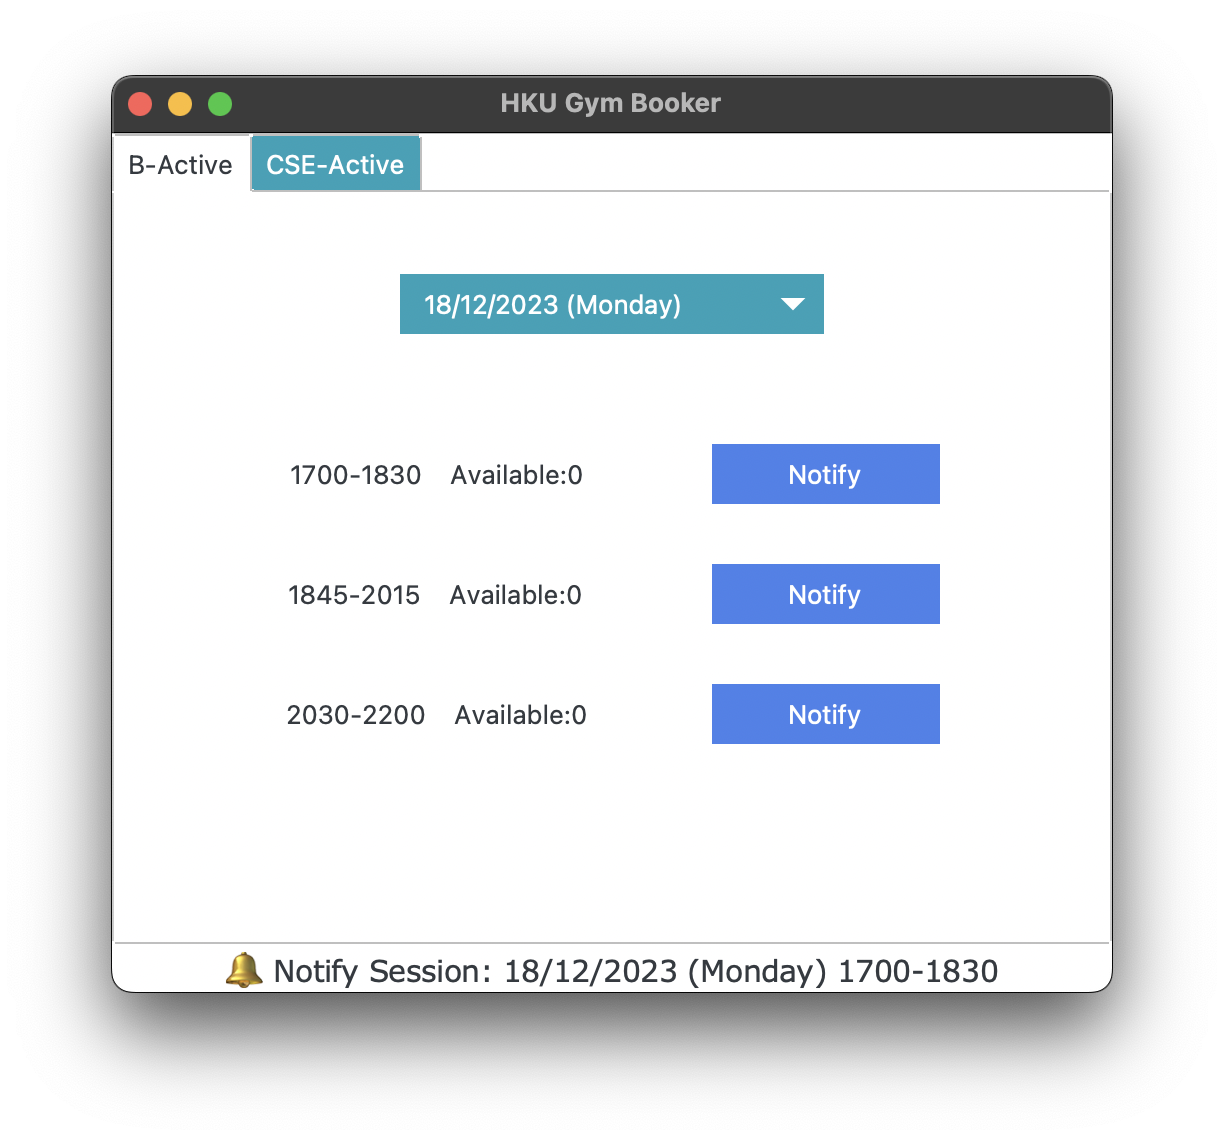 HKU Gym Booker
B-Active CSE-Active
18/12/2023 (Monday)
1700-1830 Available:0 Notify
1845-2015 Available:0 Notify
2030-2200 Available:0 Notify
Notify Session: 18/12/2023 (Monday) 1700-1830